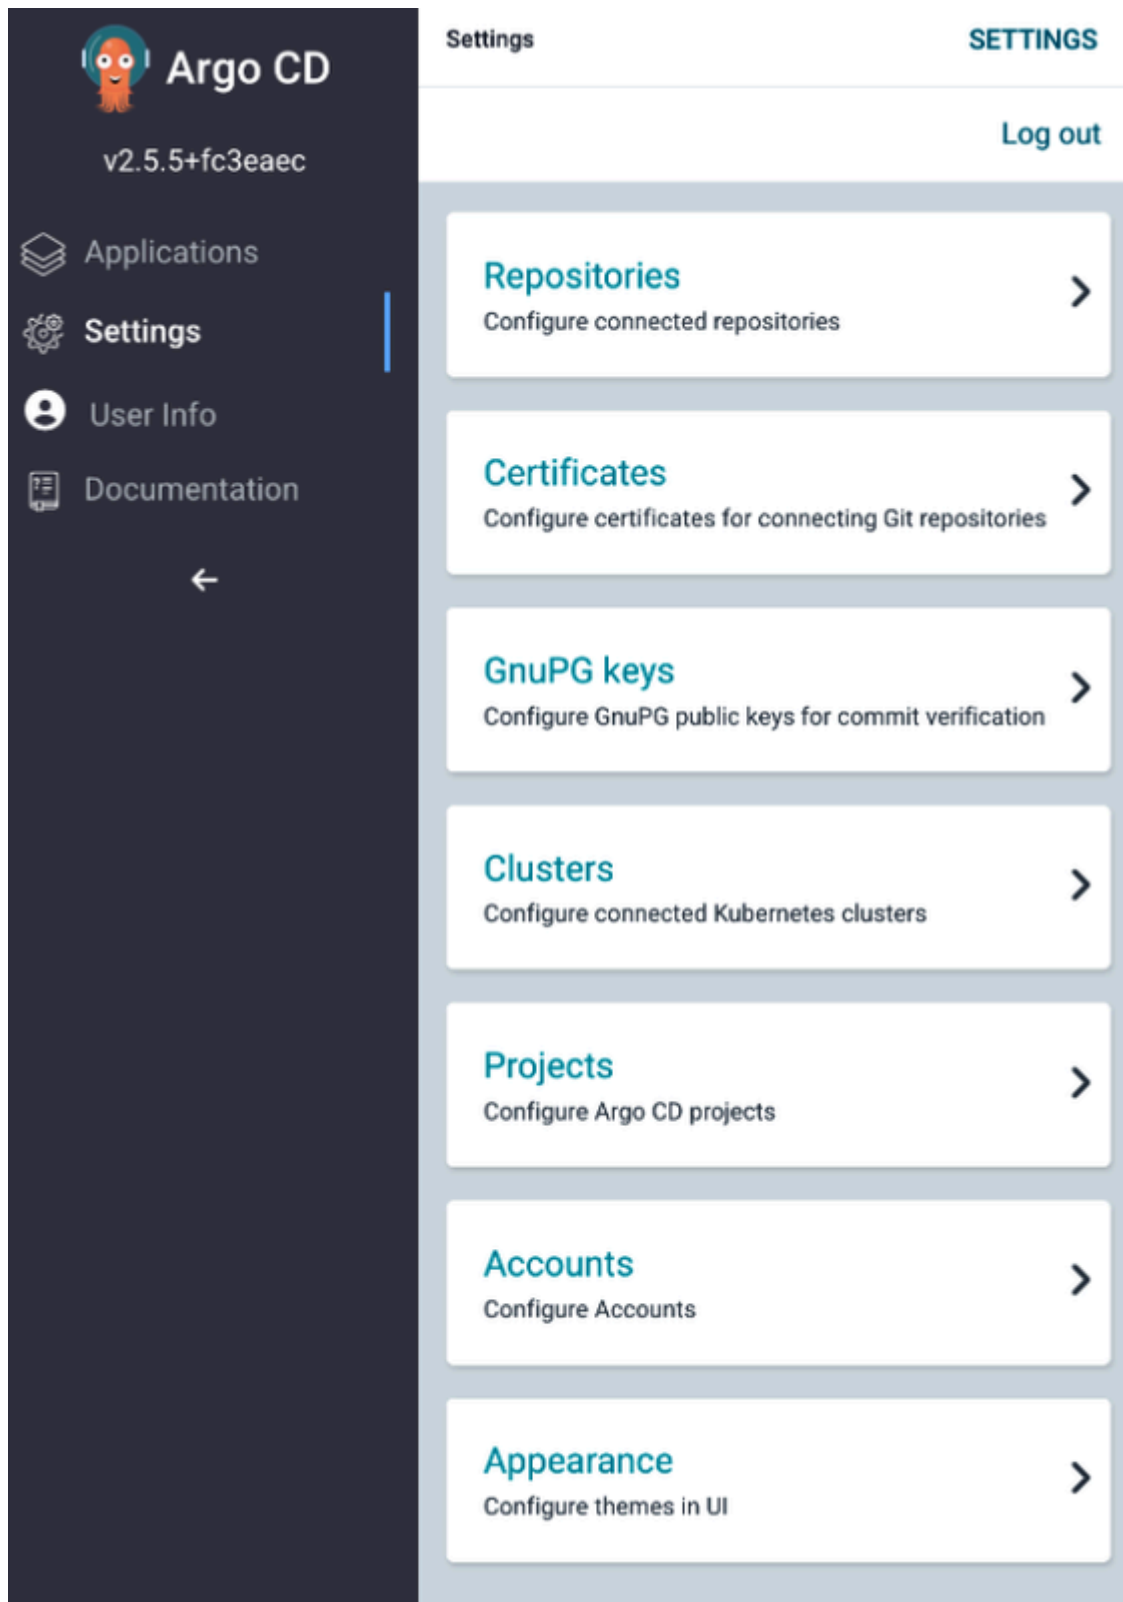 Argo CD
v2.5.5+fc3eaec
Applications
Settings
User Info
Documentation
Settings
SETTINGS
Log out
Repositories
Configure connected repositories
Certificates
Configure certificates for connecting Git repositories
GnuPG keys
Configure GnuPG public keys for commit verification
Clusters
Configure connected Kubernetes clusters
Projects
Configure Argo CD projects
Accounts
Configure Accounts
Appearance
Configure themes in UI